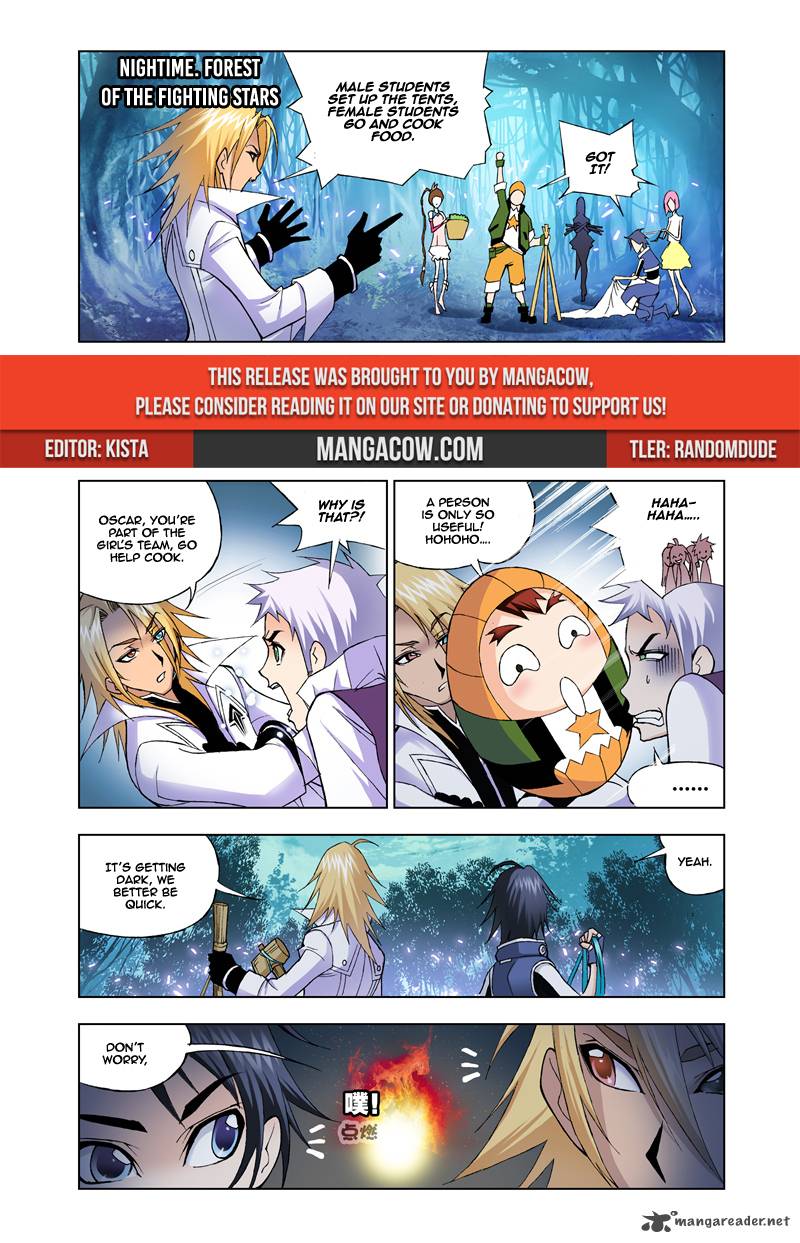 NIGHTIME. FOREST
OF THE FIGHTING STARS
MALE STUDENTS
SET UP THE TENTS,
FEMALE STUDENTS
GO AND COOK
FOOD.
GOT
IT!
THIS RELEASE WAS BROUGHT TO YOU BY MANGACOW,
PLEASE CONSIDER READING IT ON OUR SITE OR DONATING TO SUPPORT US!
EDITOR: KISTA
MANGACOW.COM
TLER: RANDOMDUDE
OSCAR, YOU'RE
PART OF THE
GIRL'S TEAM, GO
HELP COOK.
WHY IS
THAT?!
A PERSON
IS ONLY SO
USEFUL!
HOHOHO....
HAHA-
HAHA.....
......
IT'S GETTING
DARK, WE
BETTER BE
QUICK.
YEAH.
DON'T
WORRY,
噗!
点燃
mangareader.net